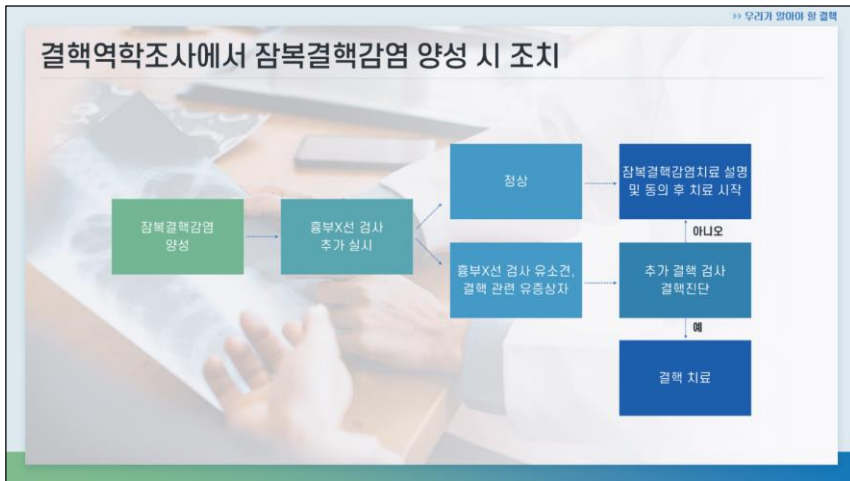 >> 우리가 알아야 할 결핵
결핵역학조사에서 잠복결핵감염 양성 시 조치
잠복결핵감염
양성
흉부X선 검사
추가 실시
정상
잠복결핵감염치료 설명
및 동의 후 치료 시작
아니오
흉부X선 검사 유소견,
결핵 관련 유증상자
추가 결핵 검사
결핵진단
예
결핵 치료